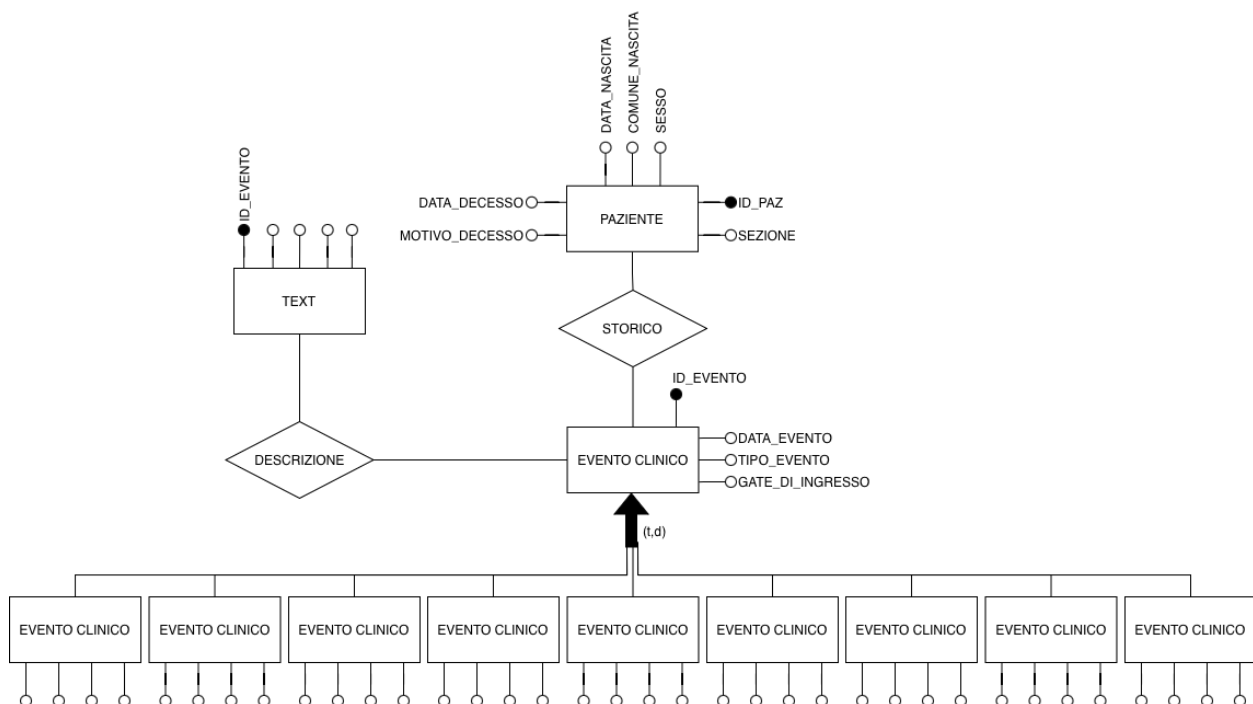 DATA_NASCITA
COMUNE_NASCITA
SESSO
ID_EVENTO
DATA_DECESSO
ID_PAZ
PAZIENTE
MOTIVO_DECESSO
SEZIONE
TEXT
STORICO
ID_EVENTO
DATA_EVENTO
DESCRIZIONE
EVENTO CLINICO
TIPO_EVENTO
GATE_DI_INGRESSO
(t,d)
EVENTO CLINICO
EVENTO CLINICO
EVENTO CLINICO
EVENTO CLINICO
EVENTO CLINICO
EVENTO CLINICO
EVENTO CLINICO
EVENTO CLINICO
EVENTO CLINICO